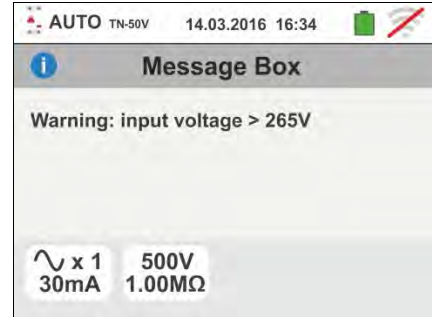 AUTO TN-50V 14.03.2016 16:34
i Message Box
Warning: input voltage > 265V
x 1 500V
30mA 1.00MΩ